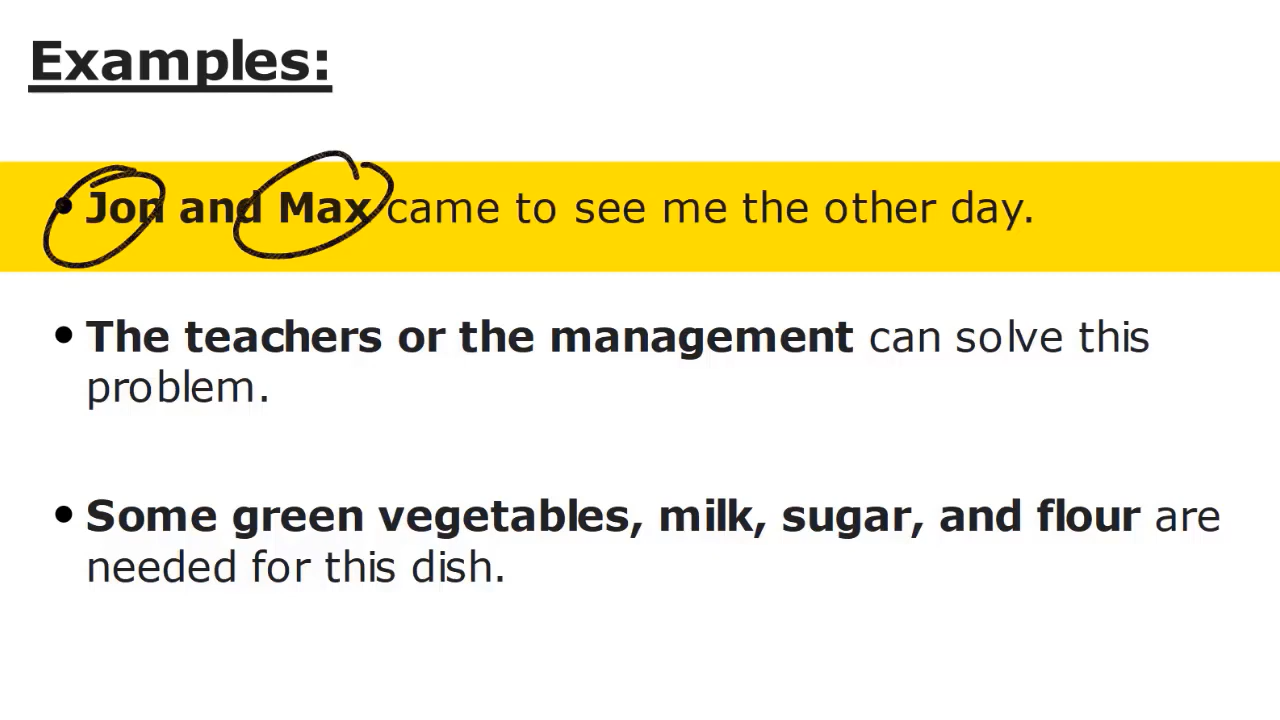 Examples:
• Jon and Max came to see me the other day.
• The teachers or the management can solve this
problem.
• Some green vegetables, milk, sugar, and flour are
needed for this dish.